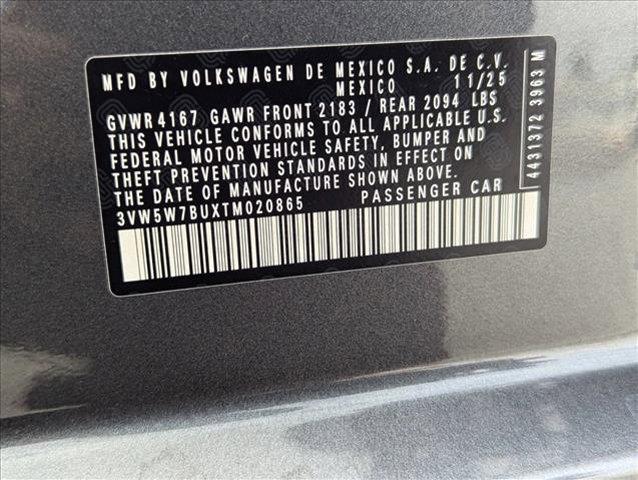 MFD BY VOLKSWAGEN DE MEXICO S.A. DE C.V.
MEXICO 11/25
GVWR 4167 GAWR FRONT 2183 / REAR 2094 LBS
THIS VEHICLE CONFORMS TO ALL APPLICABLE U.S.
FEDERAL MOTOR VEHICLE SAFETY, BUMPER AND
THEFT PREVENTION STANDARDS IN EFFECT ON
THE DATE OF MANUFACTURE SHOWN ABOVE.
3VW5W7BUXTM020865 PASSENGER CAR
4431372 3963 M